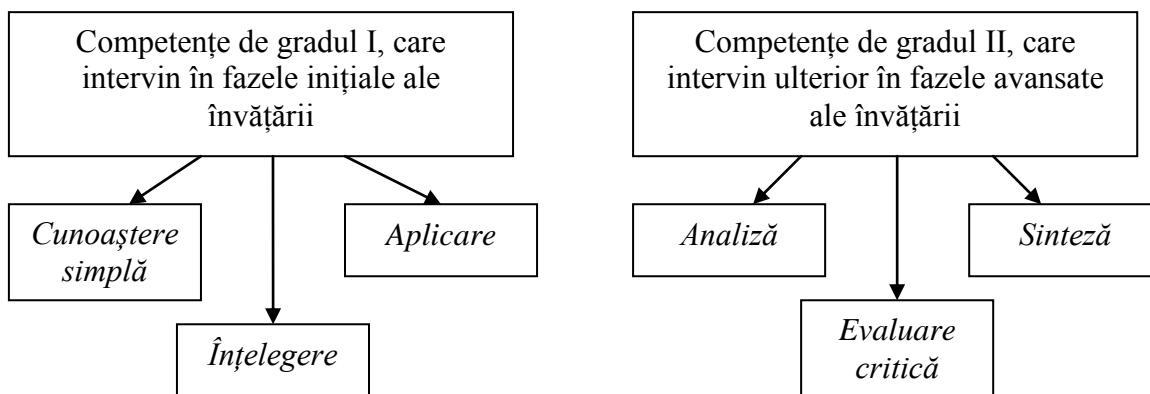 Competențe de gradul I, care
intervin în fazele inițiale ale
învățării
Cunoaștere
simplă
Înțelegere
Aplicare
Competențe de gradul II, care
intervin ulterior în fazele avansate
ale învățării
Analiză
Evaluare
critică
Sinteză